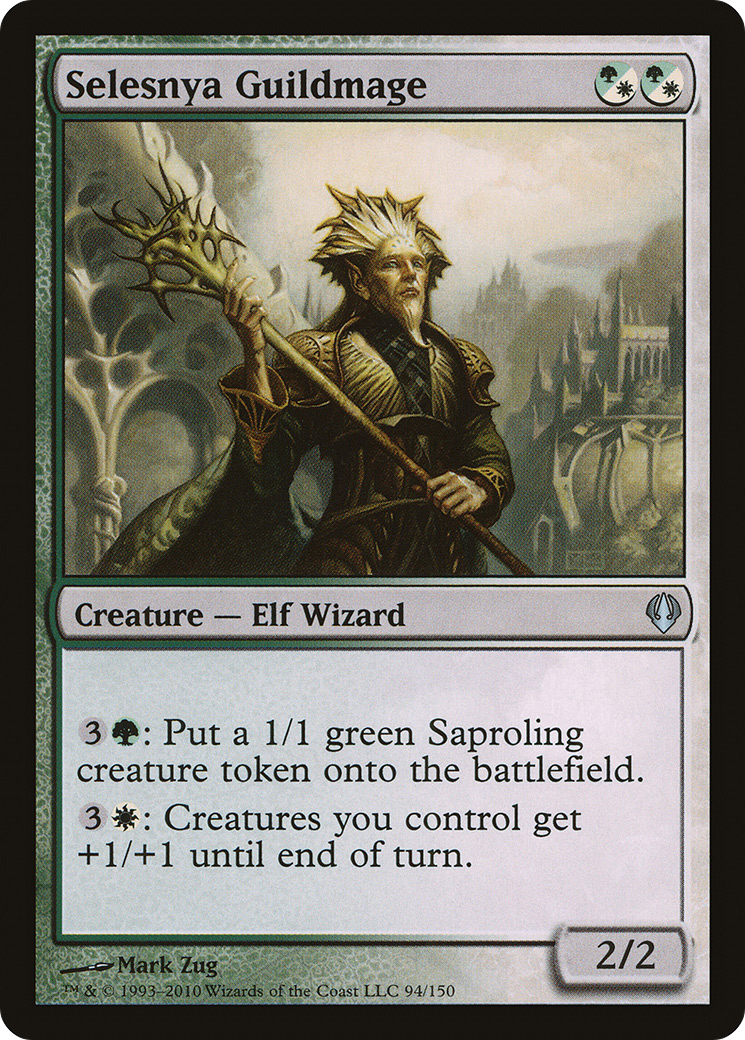 Selesnya Guildmage
Creature — Elf Wizard
3: Put a 1/1 green Saproling
creature token onto the battlefield.
3: Creatures you control get
+1/+1 until end of turn.
2/2
Mark Zug
™ & © 1993–2010 Wizards of the Coast LLC 94/150